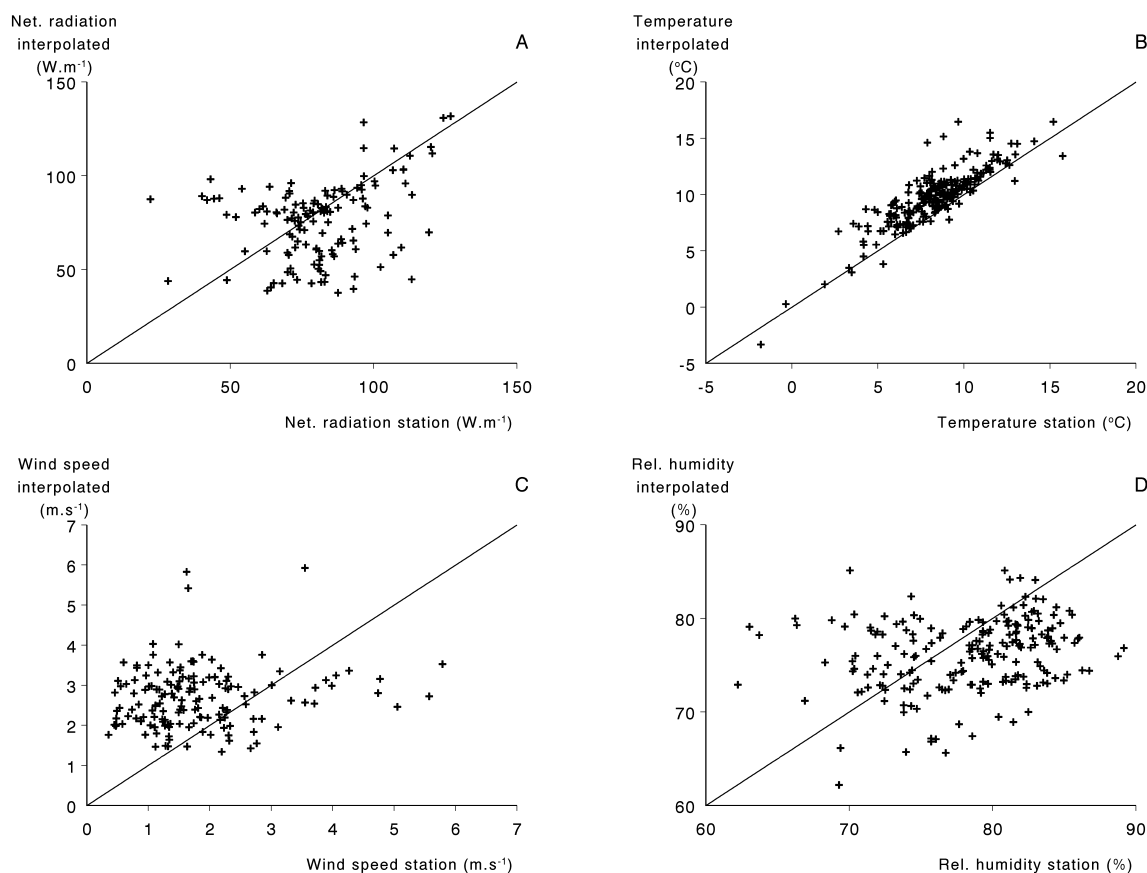 Net. radiation
interpolated
(W.m⁻¹)
A
150
100
50
0
0 50 100 150
Net. radiation station (W.m⁻¹)
Temperature
interpolated
(°C)
B
20
15
10
5
0
-5
-5 0 5 10 15 20
Temperature station (°C)
Wind speed
interpolated
(m.s⁻¹)
C
7
6
5
4
3
2
1
0
0 1 2 3 4 5 6 7
Wind speed station (m.s⁻¹)
Rel. humidity
interpolated
(%)
D
90
80
70
60
60 70 80 90
Rel. humidity station (%)